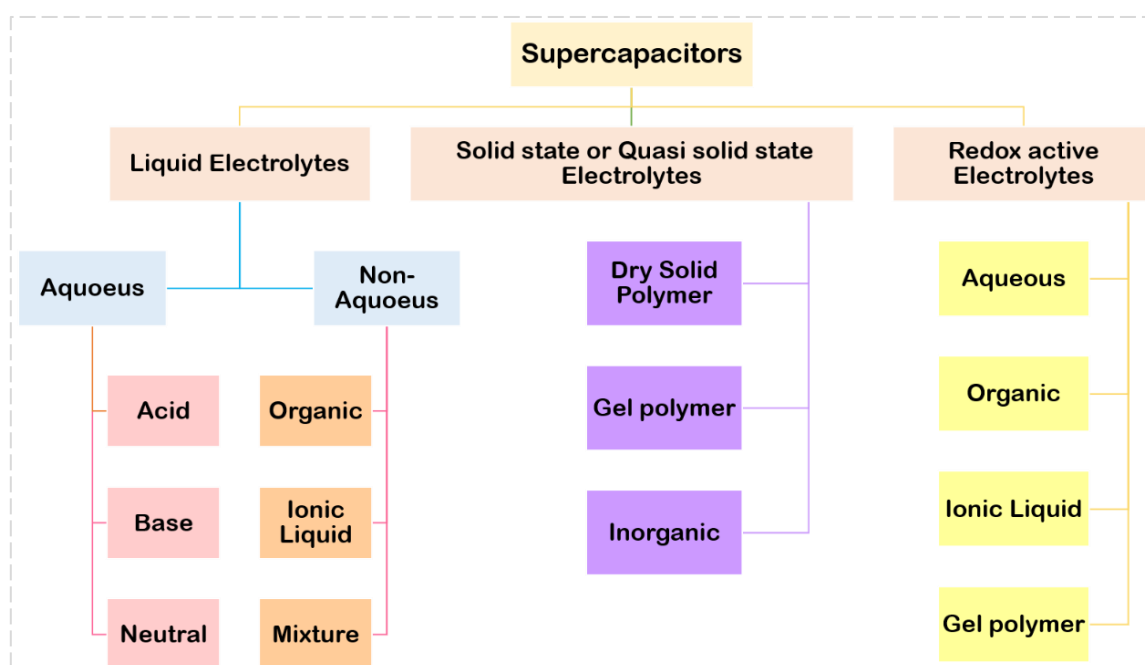 Supercapacitors
Liquid Electrolytes
Solid state or Quasi solid state
Electrolytes
Redox active
Electrolytes
Aquoeus
Non-
Aquoeus
Acid
Base
Neutral
Organic
Ionic
Liquid
Mixture
Dry Solid
Polymer
Gel polymer
Inorganic
Aqueous
Organic
Ionic Liquid
Gel polymer